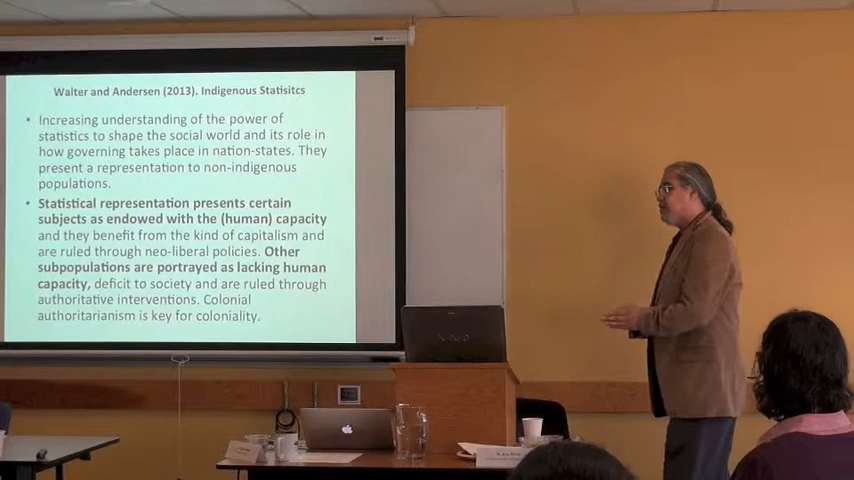 Walter and Andersen (2013). Indigenous Statisitcs
• Increasing understanding of the power of
statistics to shape the social world and its role in
how governing takes place in nation-states. They
present a representation to non-indigenous
populations.
• Statistical representation presents certain
subjects as endowed with the (human) capacity
and they benefit from the kind of capitalism and
are ruled through neo-liberal policies. Other
subpopulations are portrayed as lacking human
capacity, deficit to society and are ruled through
authoritative interventions. Colonial
authoritarianism is key for coloniality.